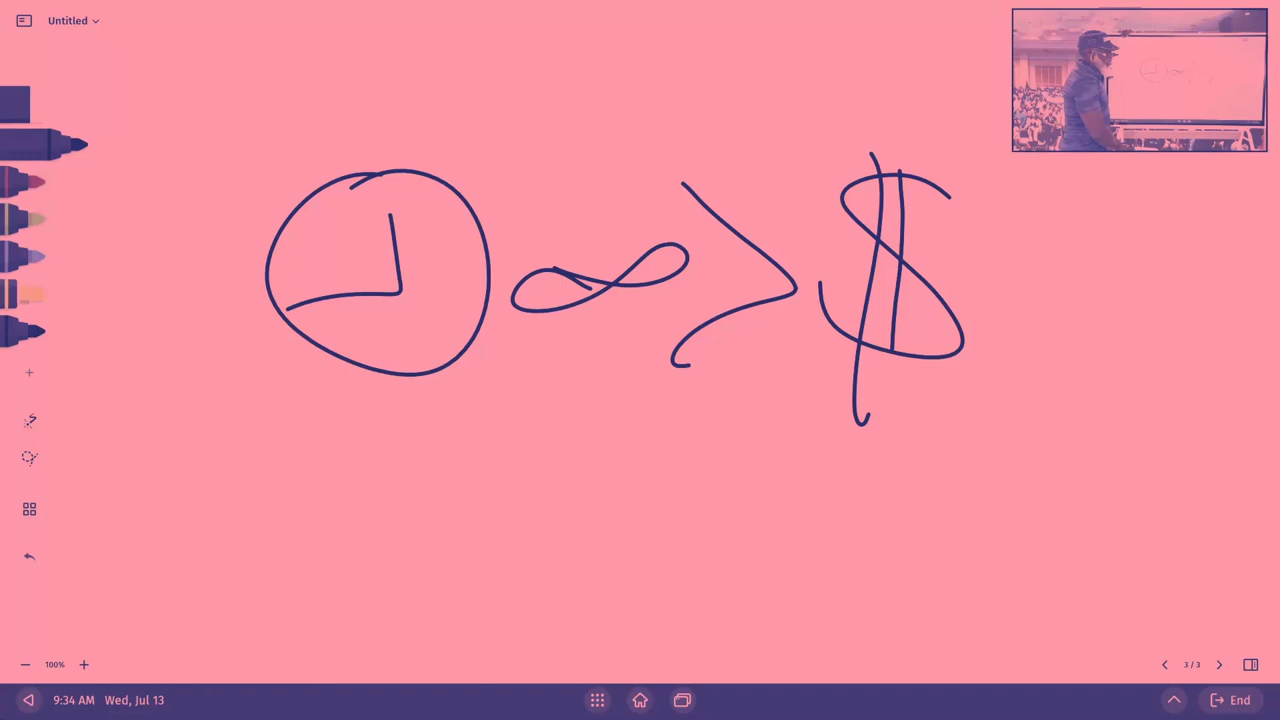 Untitled
∞ > $
100%
3/3
9:34 AM Wed, Jul 13
End